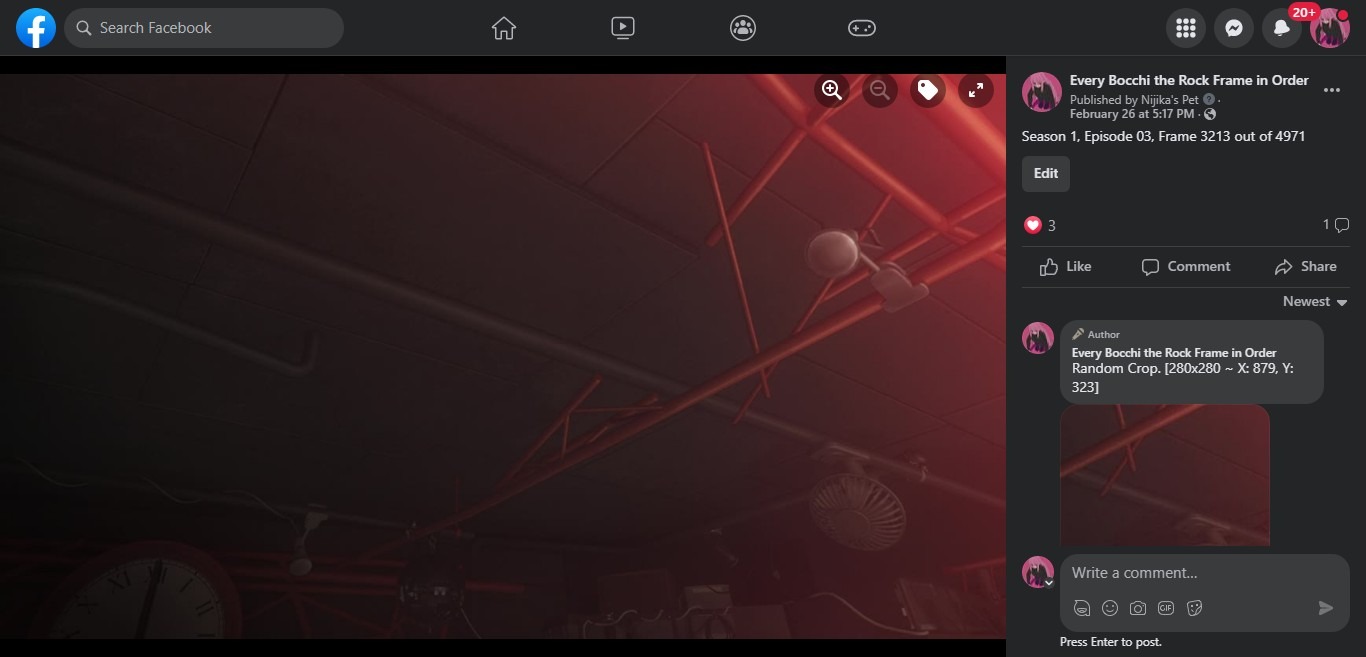 Search Facebook
20+
Every Bocchi the Rock Frame in Order
Published by Nijika's Pet ·
February 26 at 5:17 PM ·
Season 1, Episode 03, Frame 3213 out of 4971
Edit
3
1
Like
Comment
Share
Newest
Author
Every Bocchi the Rock Frame in Order
Random Crop. [280x280 ~ X: 879, Y:
323]
Write a comment...
GIF
Press Enter to post.
XI
XII